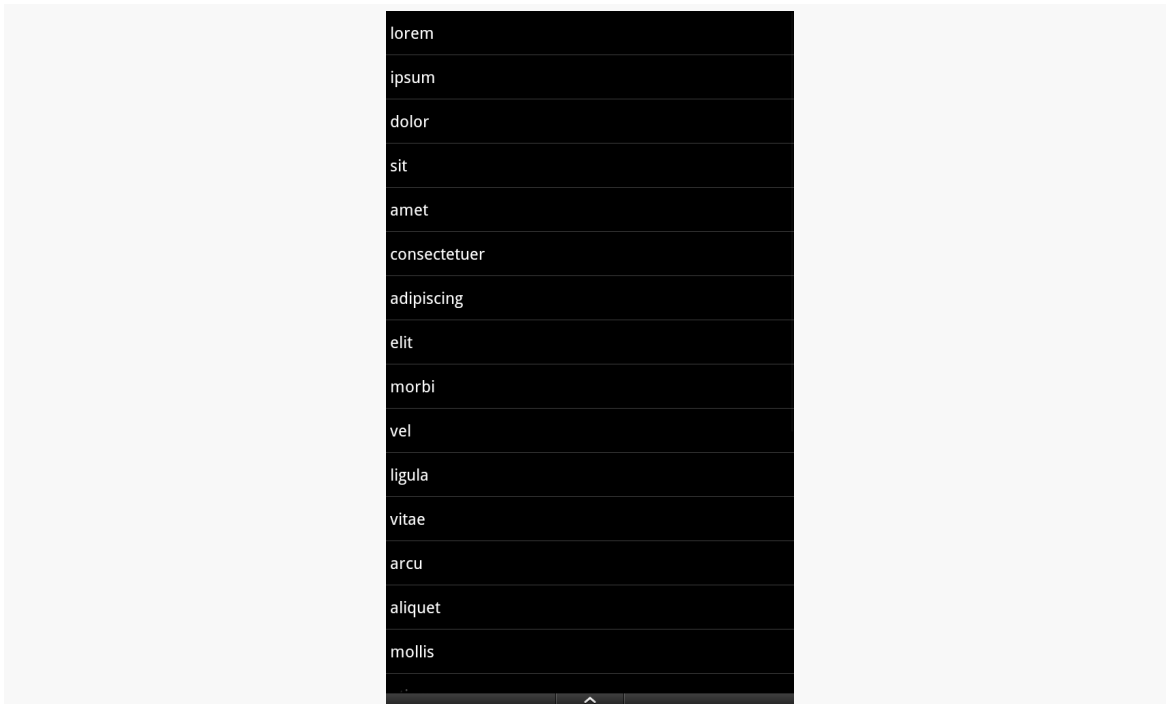 lorem
ipsum
dolor
sit
amet
consectetuer
adipiscing
elit
morbi
vel
ligula
vitae
arcu
aliquet
mollis